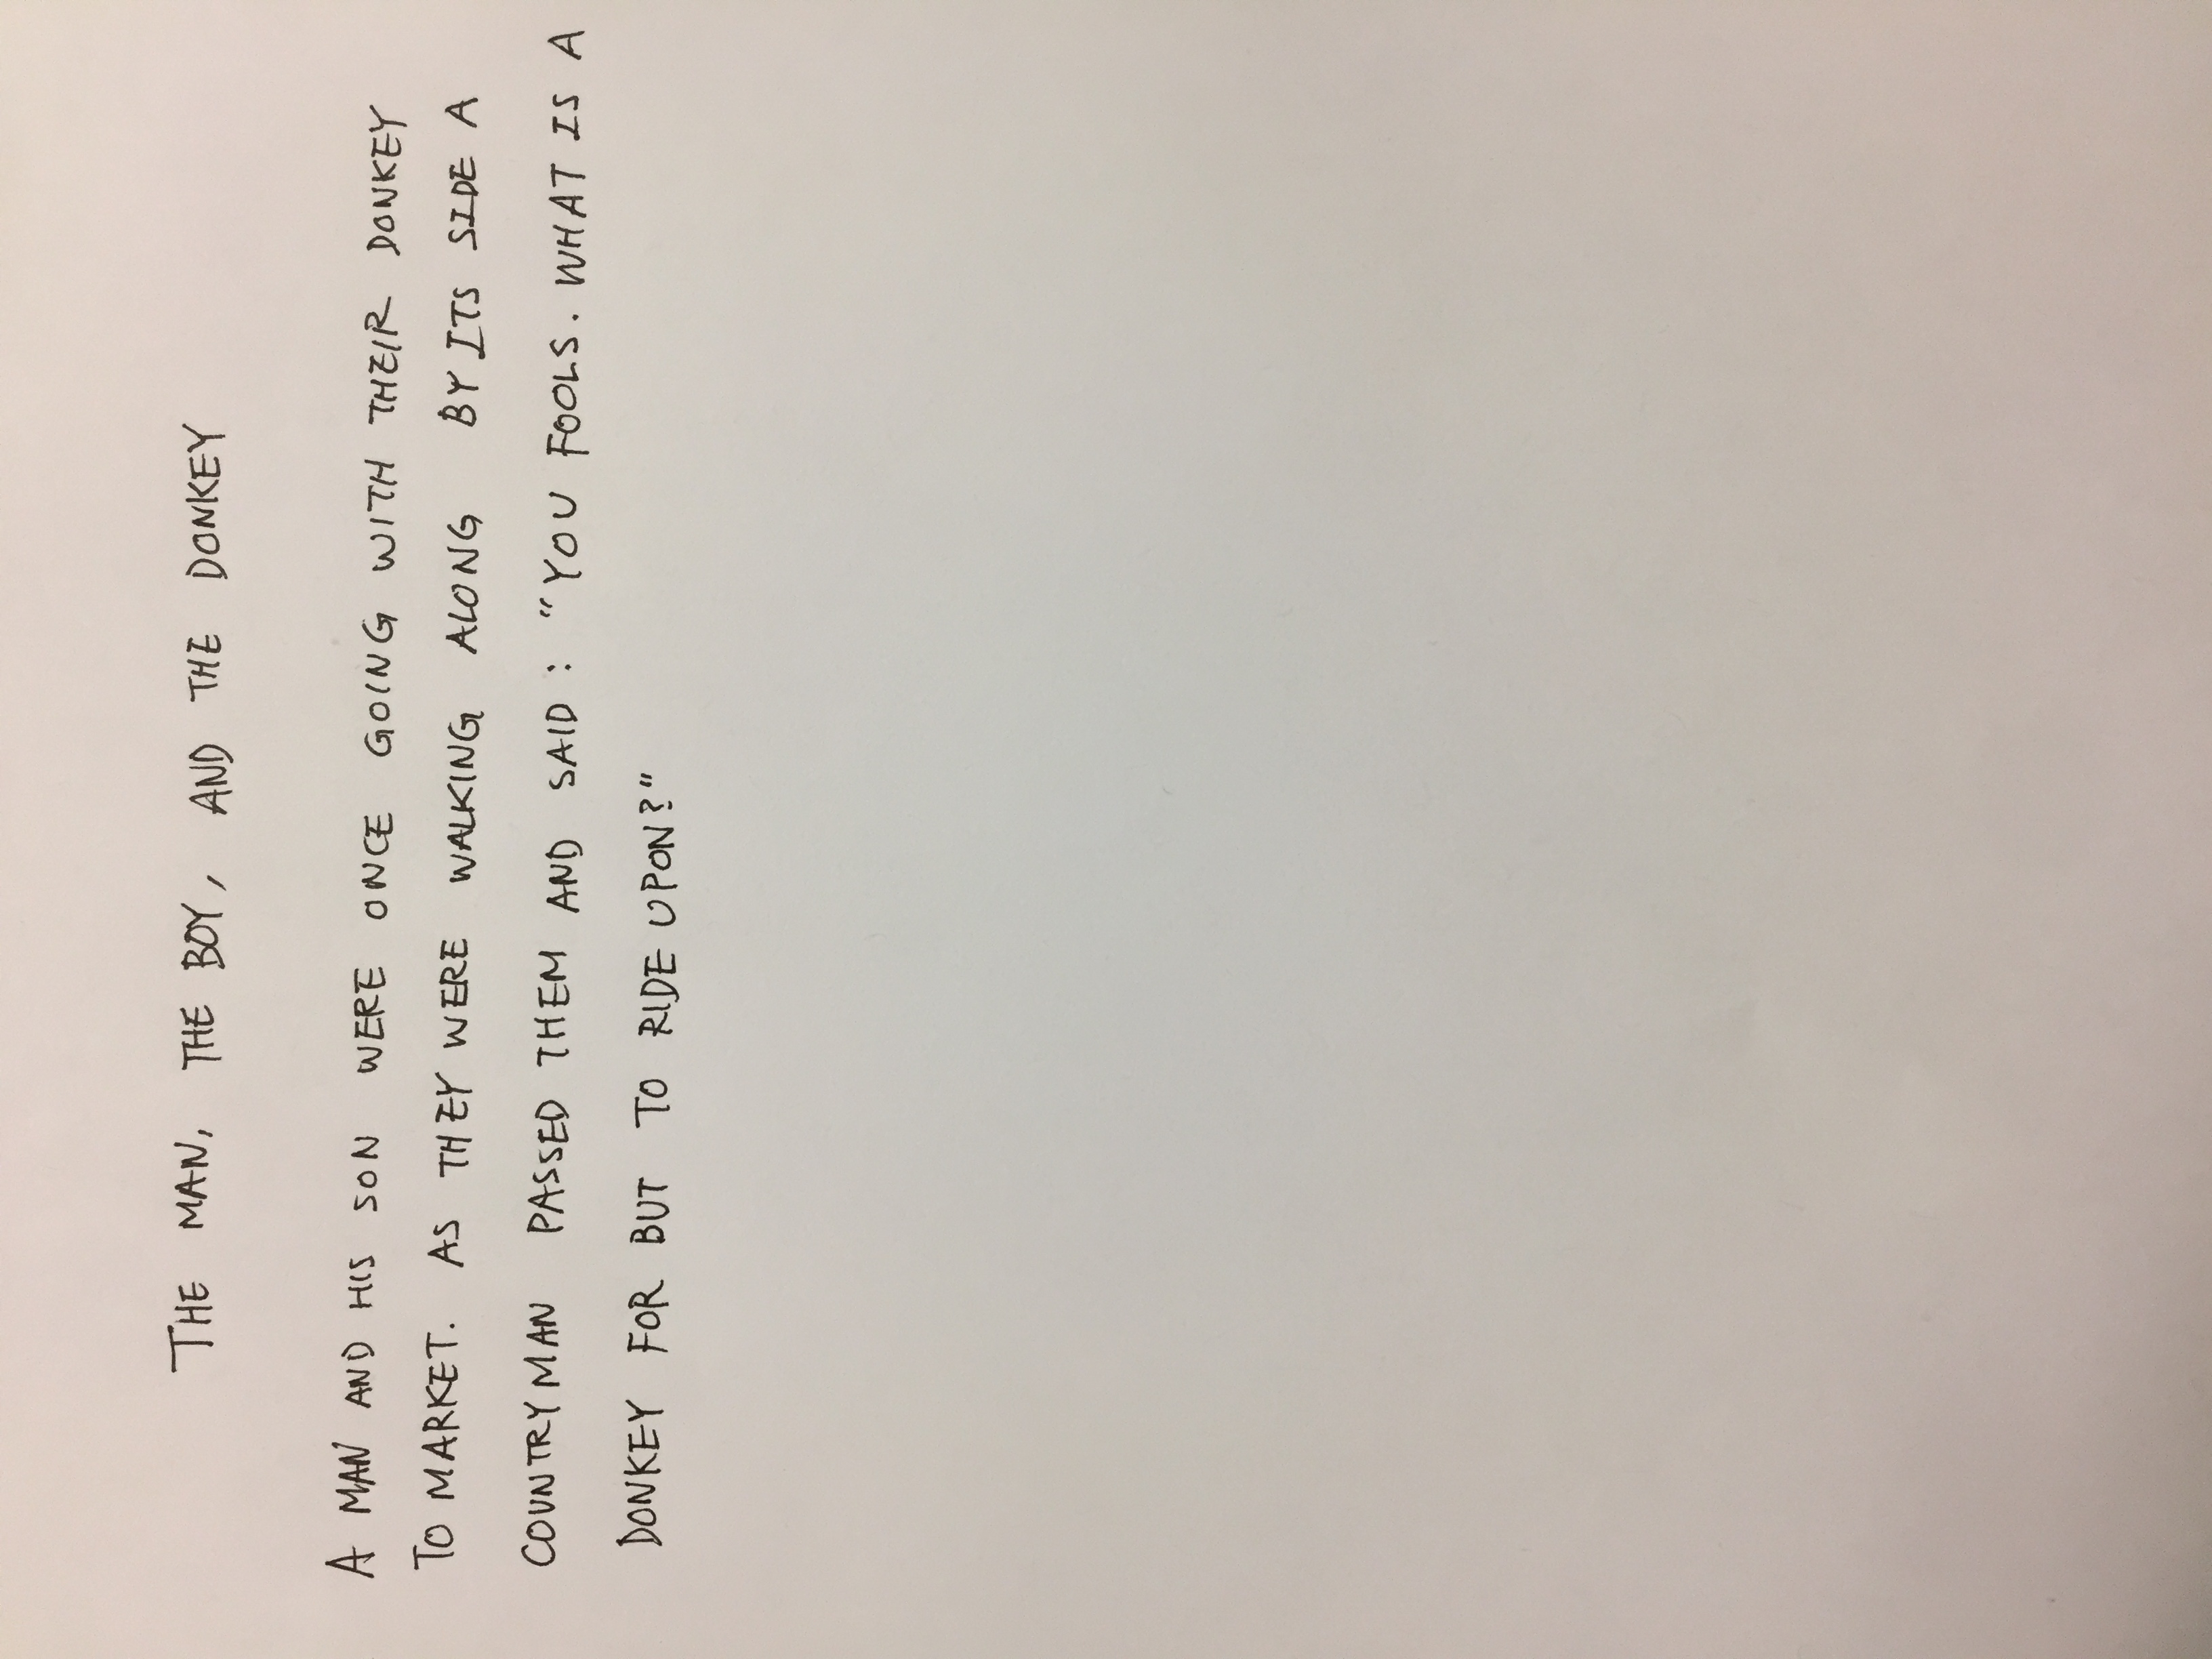 THE MAN, THE BOY, AND THE DONKEY
A MAN AND HIS SON WERE ONCE GOING WITH THEIR DONKEY
TO MARKET. AS THEY WERE WALKING ALONG BY ITS SIDE A
COUNTRYMAN PASSED THEM AND SAID: "YOU FOOLS. WHAT IS A
DONKEY FOR BUT TO RIDE UPON?"